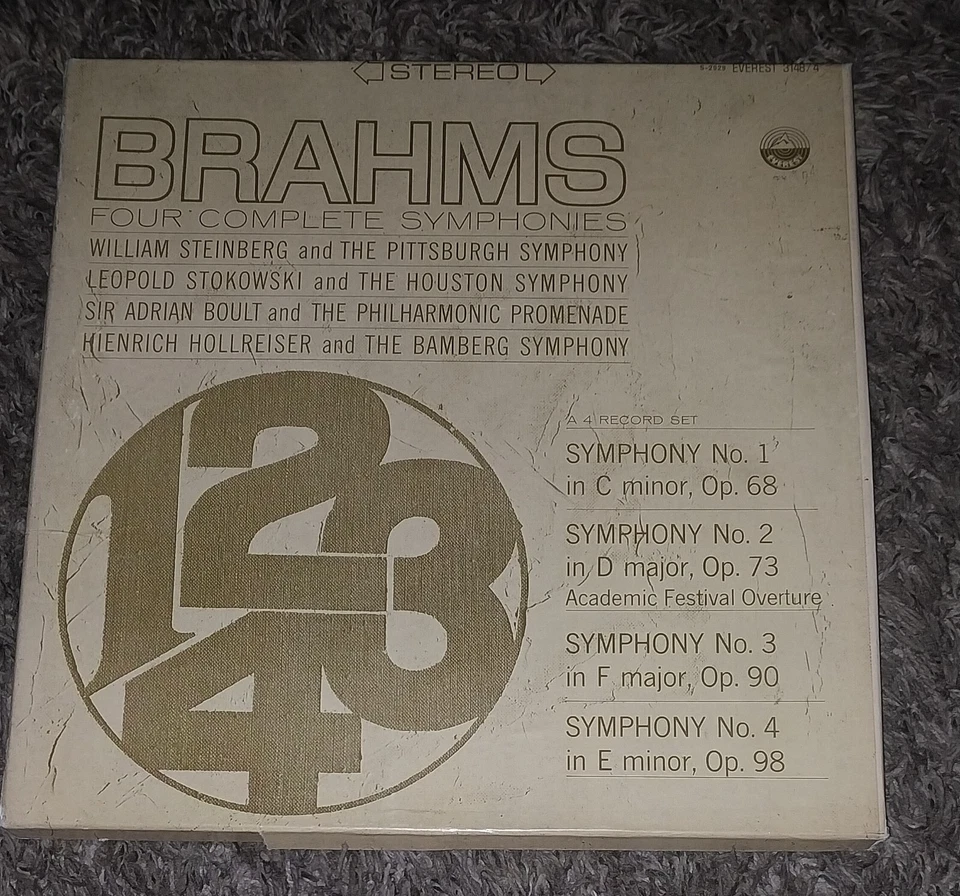 STEREO
S-2029 EVEREST 3148/4
BRAHMS
EVEREST
FOUR COMPLETE SYMPHONIES
WILLIAM STEINBERG and THE PITTSBURGH SYMPHONY
LEOPOLD STOKOWSKI and THE HOUSTON SYMPHONY
SIR ADRIAN BOULT and THE PHILHARMONIC PROMENADE
HIENRICH HOLLREISER and THE BAMBERG SYMPHONY
1 2 3 4
A 4 RECORD SET
SYMPHONY No. 1
in C minor, Op. 68
SYMPHONY No. 2
in D major, Op. 73
Academic Festival Overture
SYMPHONY No. 3
in F major, Op. 90
SYMPHONY No. 4
in E minor, Op. 98